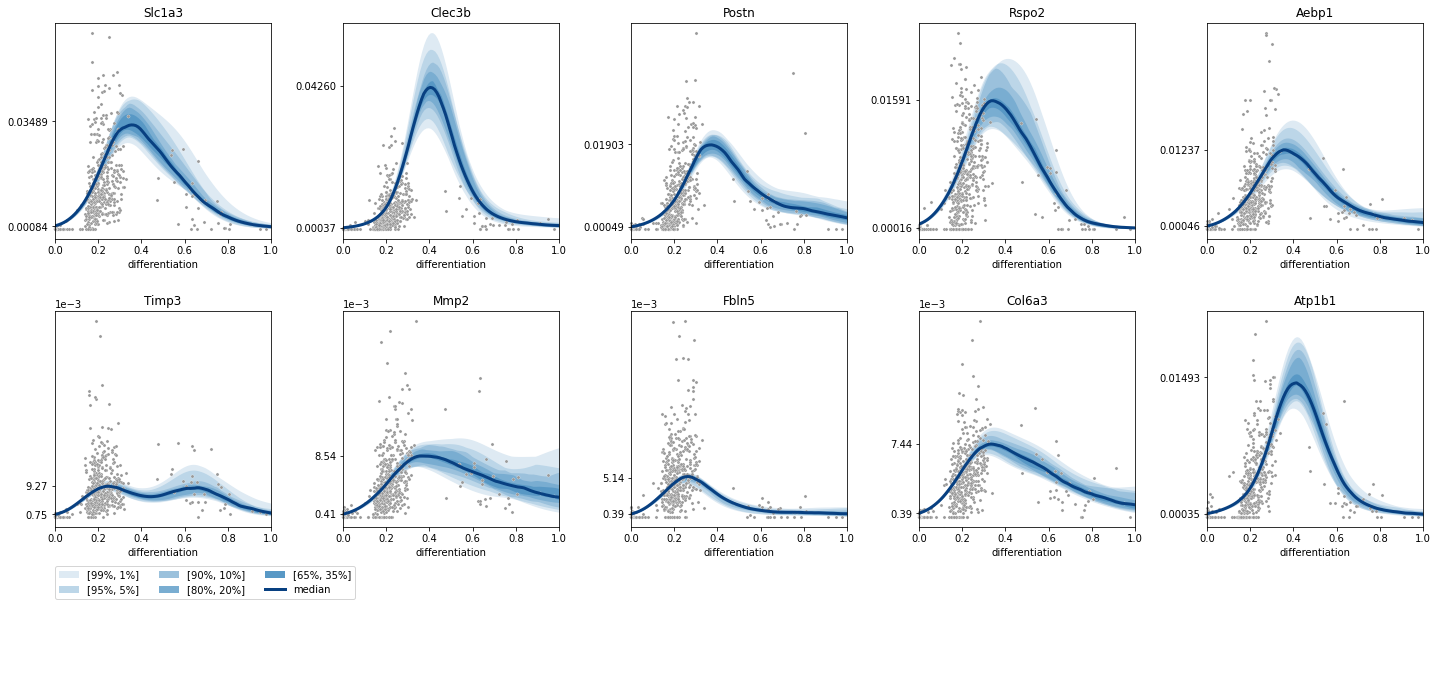 Slc1a3 Clec3b Postn Rspo2 Aebp1
0.03489 0.04260 0.01903 0.01591 0.01237
0.00084 0.00037 0.00049 0.00016 0.00046
0.0 0.2 0.4 0.6 0.8 1.0 0.0 0.2 0.4 0.6 0.8 1.0 0.0 0.2 0.4 0.6 0.8 1.0 0.0 0.2 0.4 0.6 0.8 1.0 0.0 0.2 0.4 0.6 0.8 1.0
differentiation differentiation differentiation differentiation differentiation
1e−3 Timp3 1e−3 Mmp2 1e−3 Fbln5 1e−3 Col6a3 Atp1b1
9.27 8.54 5.14 7.44 0.01493
0.75 0.41 0.39 0.39 0.00035
0.0 0.2 0.4 0.6 0.8 1.0 0.0 0.2 0.4 0.6 0.8 1.0 0.0 0.2 0.4 0.6 0.8 1.0 0.0 0.2 0.4 0.6 0.8 1.0 0.0 0.2 0.4 0.6 0.8 1.0
differentiation differentiation differentiation differentiation differentiation
[99%, 1%] [90%, 10%] [65%, 35%]
[95%, 5%] [80%, 20%] median